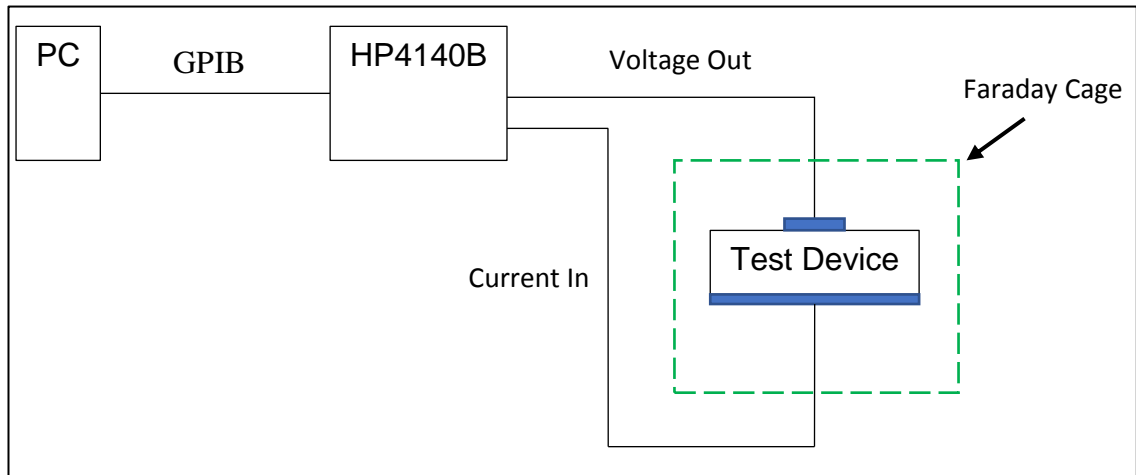 PC
GPIB
HP4140B
Voltage Out
Faraday Cage
Test Device
Current In